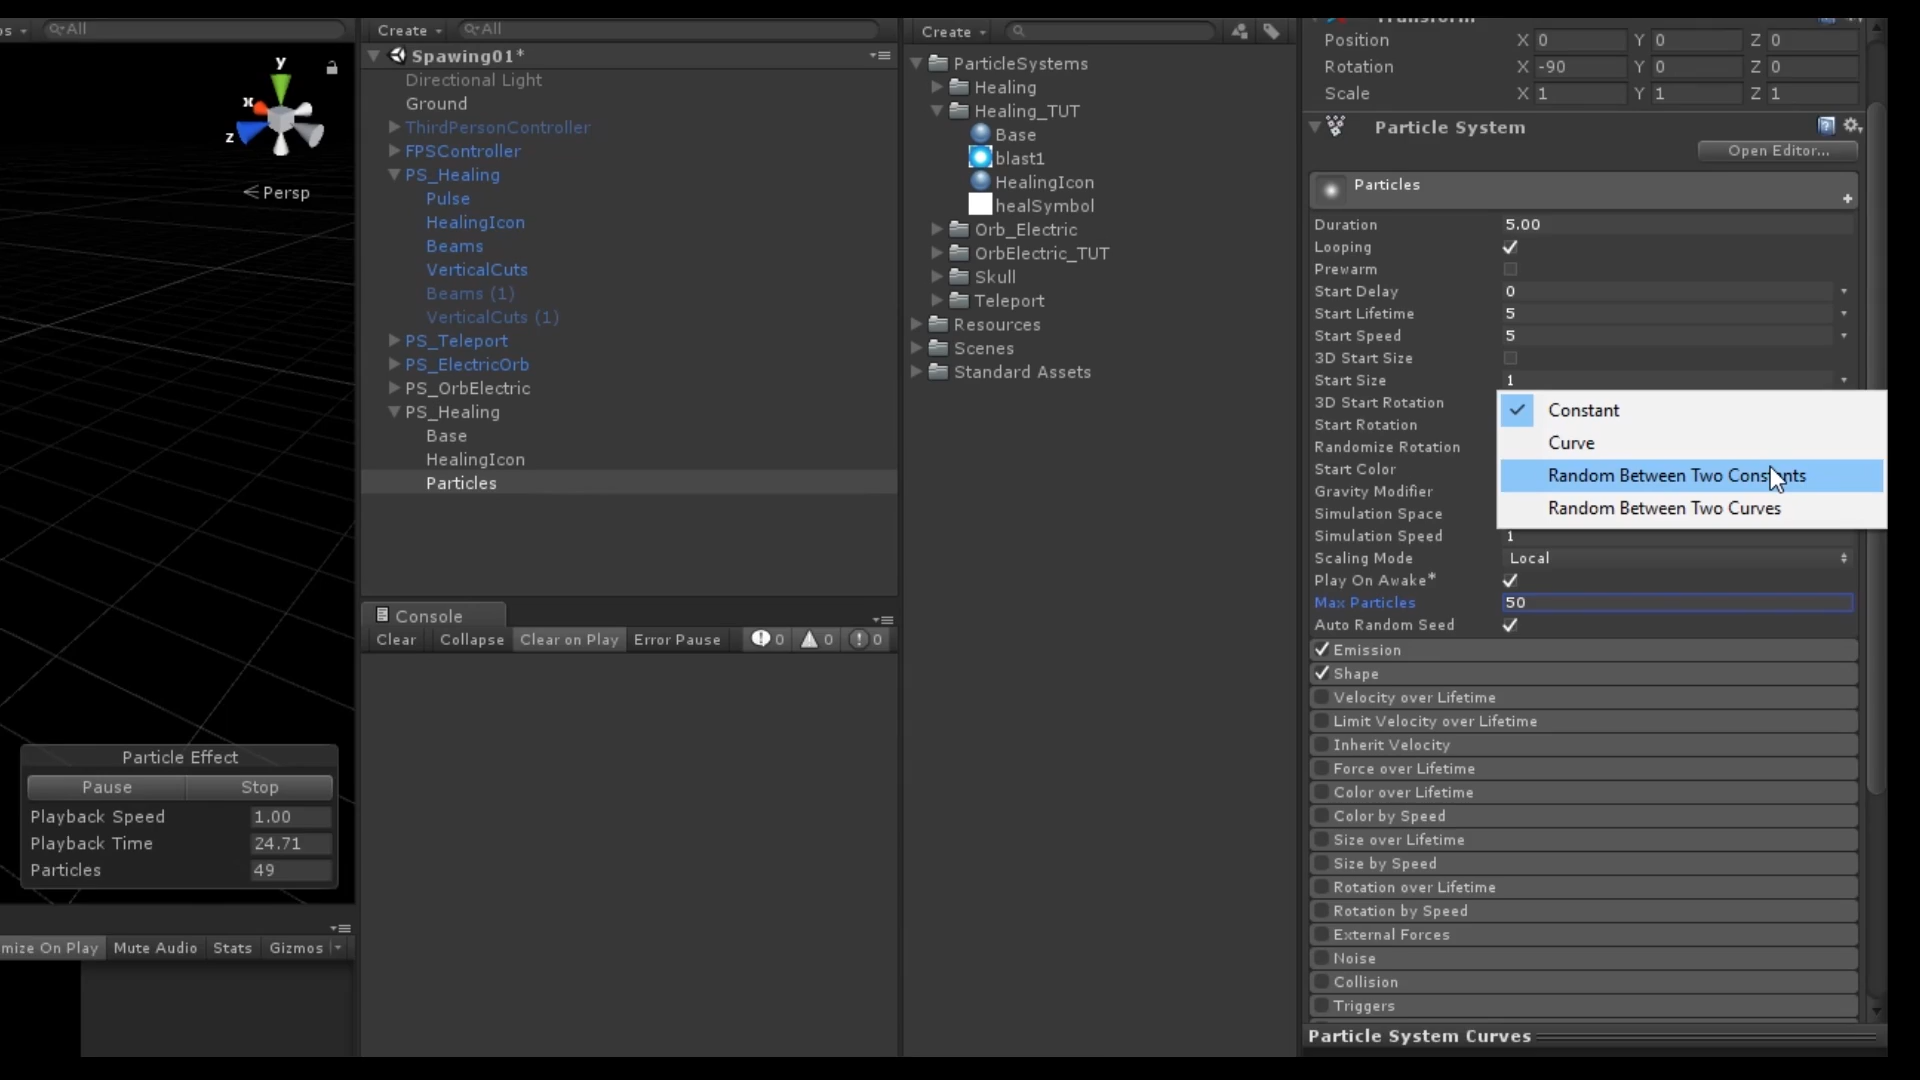 os
All
y
x
z
Persp
Particle Effect
Pause
Stop
Playback Speed 1.00
Playback Time 24.71
Particles 49
mize On Play
Mute Audio
Stats
Gizmos
Create
All
Spawing01*
Directional Light
Ground
ThirdPersonController
FPSController
PS_Healing
Pulse
HealingIcon
Beams
VerticalCuts
Beams (1)
VerticalCuts (1)
PS_Teleport
PS_ElectricOrb
PS_OrbElectric
PS_Healing
Base
HealingIcon
Particles
Console
Clear
Collapse
Clear on Play
Error Pause
0
0
0
Create
ParticleSystems
Healing
Healing_TUT
Base
blast1
HealingIcon
healSymbol
Orb_Electric
OrbElectric_TUT
Skull
Teleport
Resources
Scenes
Standard Assets
Transform
Position X 0 Y 0 Z 0
Rotation X -90 Y 0 Z 0
Scale X 1 Y 1 Z 1
Particle System
Open Editor...
Particles
Duration 5.00
Looping
Prewarm
Start Delay 0
Start Lifetime 5
Start Speed 5
3D Start Size
Start Size 1
3D Start Rotation
Start Rotation
Randomize Rotation
Start Color
Gravity Modifier
Simulation Space
Simulation Speed 1
Scaling Mode Local
Play On Awake*
Max Particles 50
Auto Random Seed
Constant
Curve
Random Between Two Constants
Random Between Two Curves
Emission
Shape
Velocity over Lifetime
Limit Velocity over Lifetime
Inherit Velocity
Force over Lifetime
Color over Lifetime
Color by Speed
Size over Lifetime
Size by Speed
Rotation over Lifetime
Rotation by Speed
External Forces
Noise
Collision
Triggers
Particle System Curves